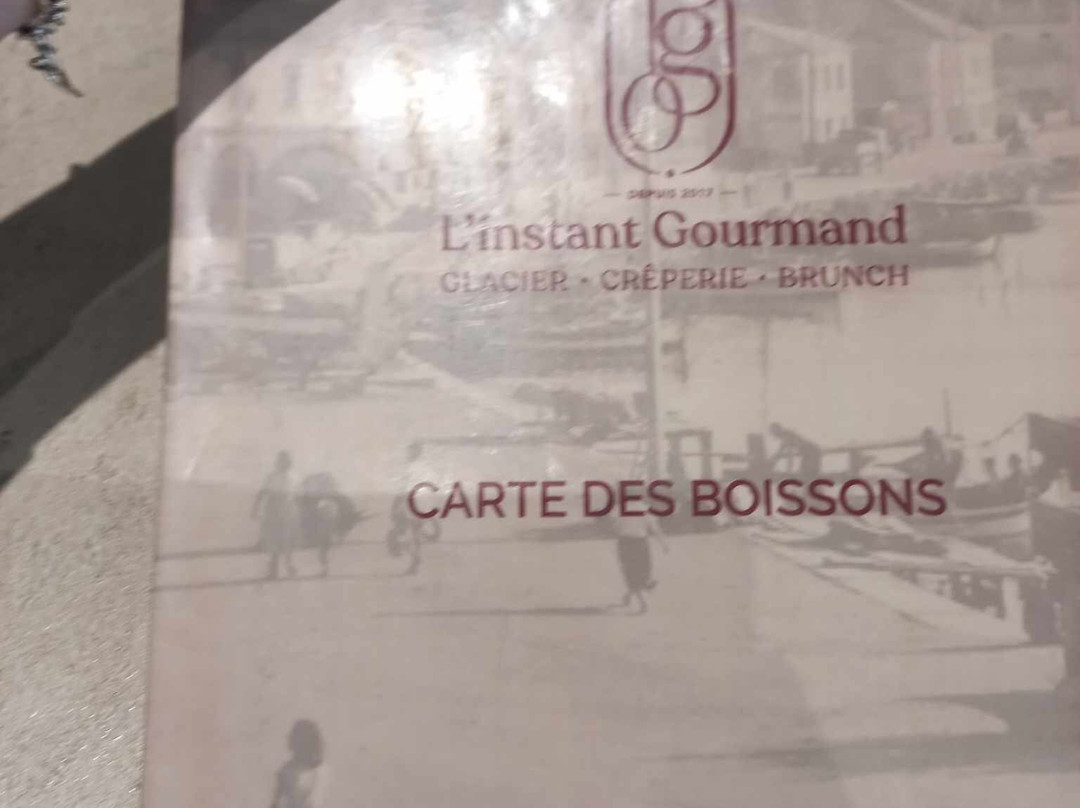 DEPUIS 2017
L'instant Gourmand
GLACIER • CRÊPERIE • BRUNCH
CARTE DES BOISSONS